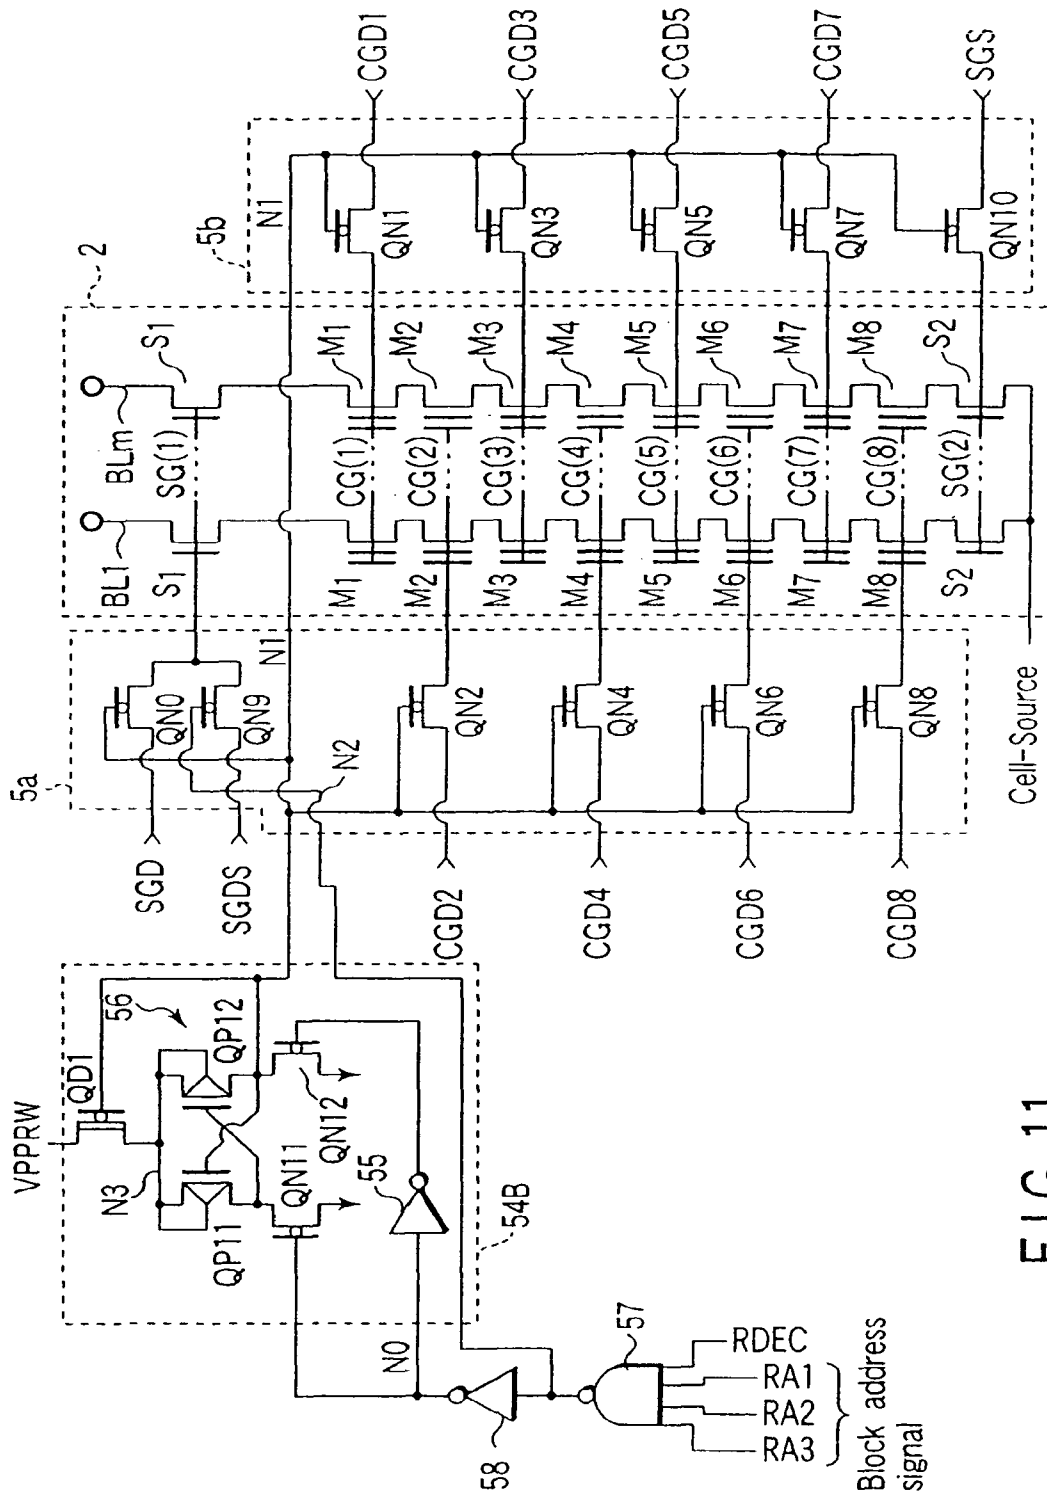 VPPRW
QD1
56
N3
QP11
QP12
QN11
QN12
55
54B
N0
58
57
RDEC
RA1
RA2
RA3
Block address
signal
5a
SGD
SGDS
QN0
QN9
N1
N2
CGD2
QN2
CGD4
QN4
CGD6
QN6
CGD8
QN8
Cell-Source
2
BL1
BLm
S1
S1
SG(1)
M1
CG(1)
M1
M2
CG(2)
M2
M3
CG(3)
M3
M4
CG(4)
M4
M5
CG(5)
M5
M6
CG(6)
M6
M7
CG(7)
M7
M8
CG(8)
M8
S2
SG(2)
S2
5b
N1
QN1
CGD1
QN3
CGD3
QN5
CGD5
QN7
CGD7
QN10
SGS
FIG.11